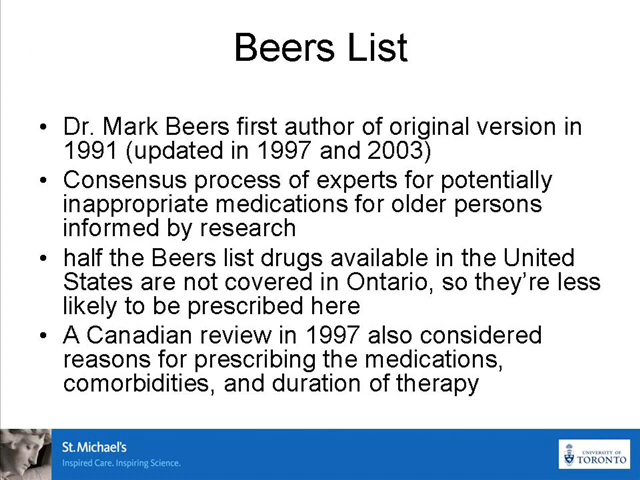 Beers List
• Dr. Mark Beers first author of original version in
1991 (updated in 1997 and 2003)
• Consensus process of experts for potentially
inappropriate medications for older persons
informed by research
• half the Beers list drugs available in the United
States are not covered in Ontario, so they're less
likely to be prescribed here
• A Canadian review in 1997 also considered
reasons for prescribing the medications,
comorbidities, and duration of therapy
St. Michael's
Inspired Care. Inspiring Science.
UNIVERSITY OF
TORONTO